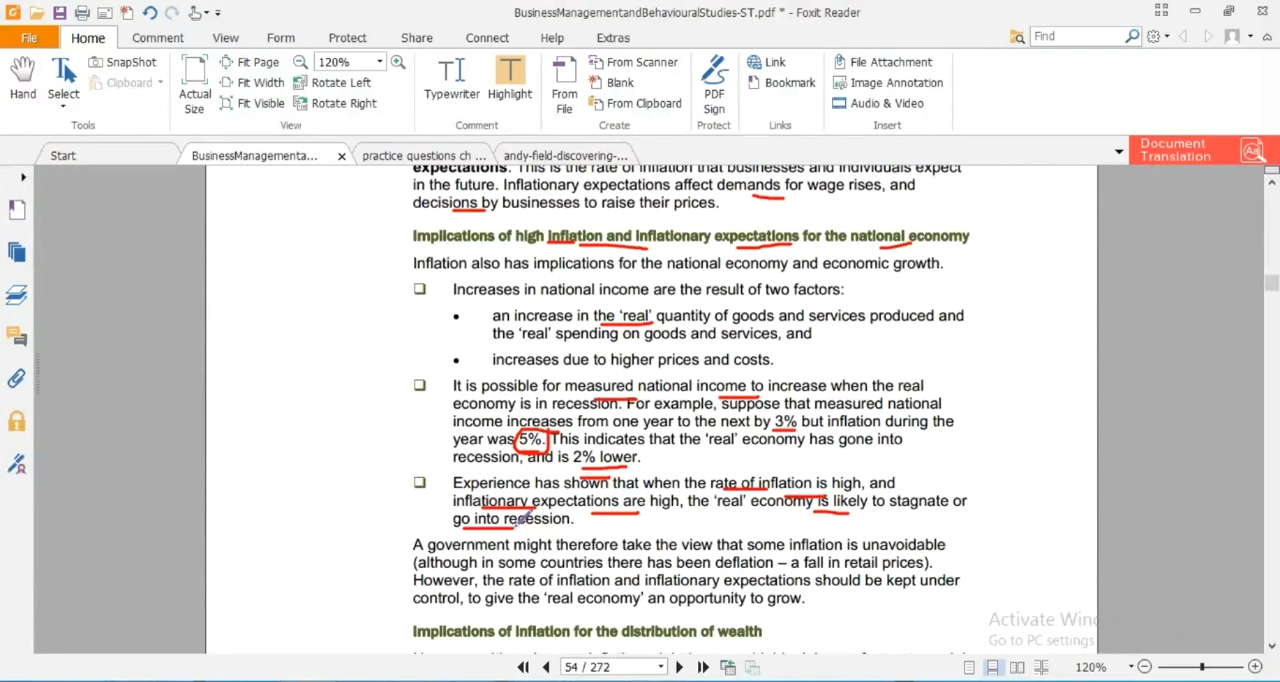 BusinessManagementandBehaviouralStudies-ST.pdf * - Foxit Reader
File Home Comment View Form Protect Share Connect Help Extras Find
Hand Select SnapShot Clipboard Actual Size Fit Page Fit Width Fit Visible 120% Rotate Left Rotate Right Typewriter Highlight From File From Scanner Blank From Clipboard PDF Sign Link Bookmark File Attachment Image Annotation Audio & Video
Tools View Comment Create Protect Links Insert
Start BusinessManagementa... practice questions ch ... andy-field-discovering-... Document Translation
expectations. This is the rate of inflation that businesses and individuals expect
in the future. Inflationary expectations affect demands for wage rises, and
decisions by businesses to raise their prices.
Implications of high inflation and inflationary expectations for the national economy
Inflation also has implications for the national economy and economic growth.
❑ Increases in national income are the result of two factors:
• an increase in the ‘real’ quantity of goods and services produced and
the ‘real’ spending on goods and services, and
• increases due to higher prices and costs.
❑ It is possible for measured national income to increase when the real
economy is in recession. For example, suppose that measured national
income increases from one year to the next by 3% but inflation during the
year was 5%. This indicates that the ‘real’ economy has gone into
recession, and is 2% lower.
❑ Experience has shown that when the rate of inflation is high, and
inflationary expectations are high, the ‘real’ economy is likely to stagnate or
go into recession.
A government might therefore take the view that some inflation is unavoidable
(although in some countries there has been deflation – a fall in retail prices).
However, the rate of inflation and inflationary expectations should be kept under
control, to give the ‘real economy’ an opportunity to grow.
Implications of inflation for the distribution of wealth
Go to PC settings
54 / 272 120%